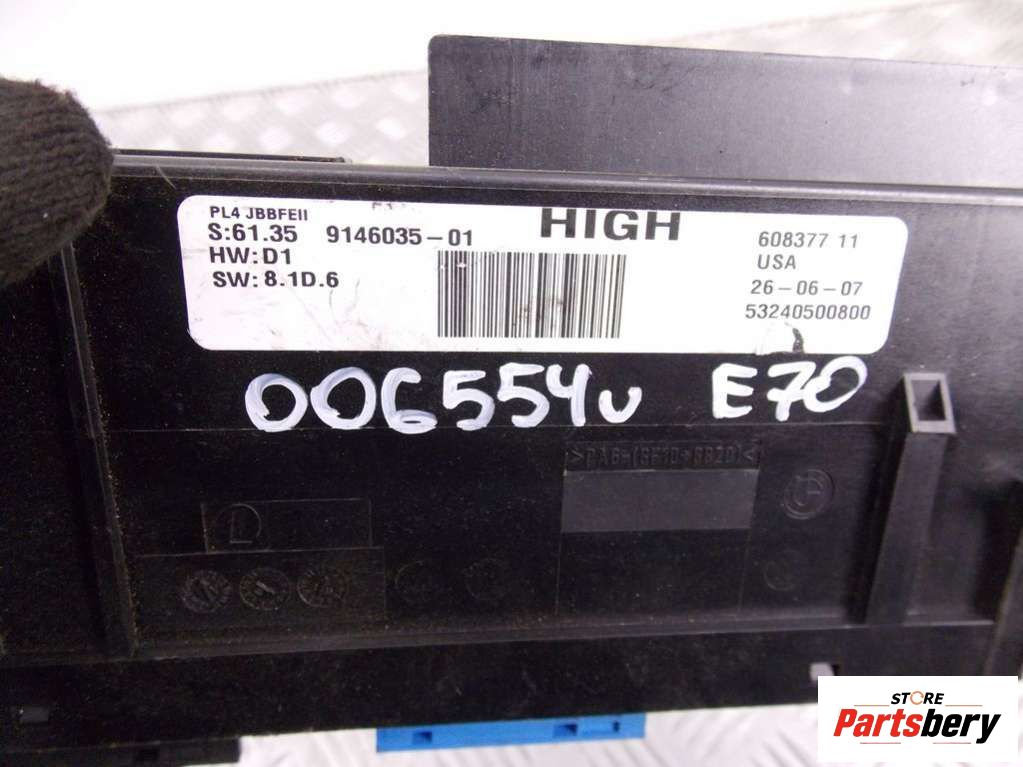 PL4 JBBFEII
S:61.35 9146035-01
HIGH
HW:D1
SW:8.1D.6
608377 11
USA
26-06-07
53240500800
006554u E70
STORE
Partsbery